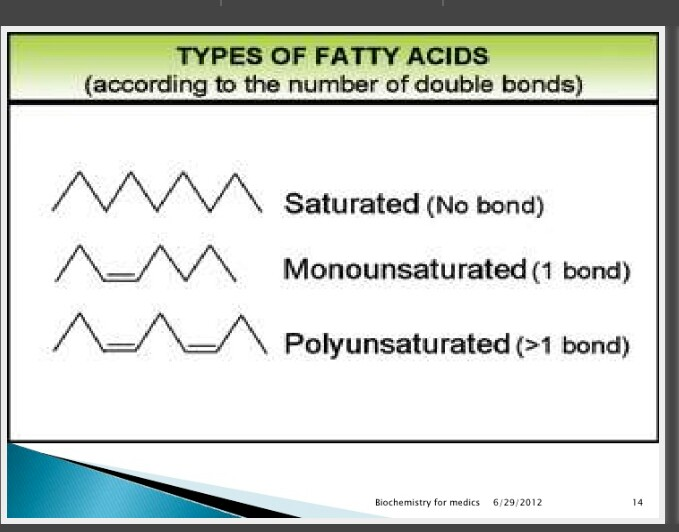 TYPES OF FATTY ACIDS
(according to the number of double bonds)
Saturated (No bond)
Monounsaturated (1 bond)
Polyunsaturated (>1 bond)
Biochemistry for medics 6/29/2012 14